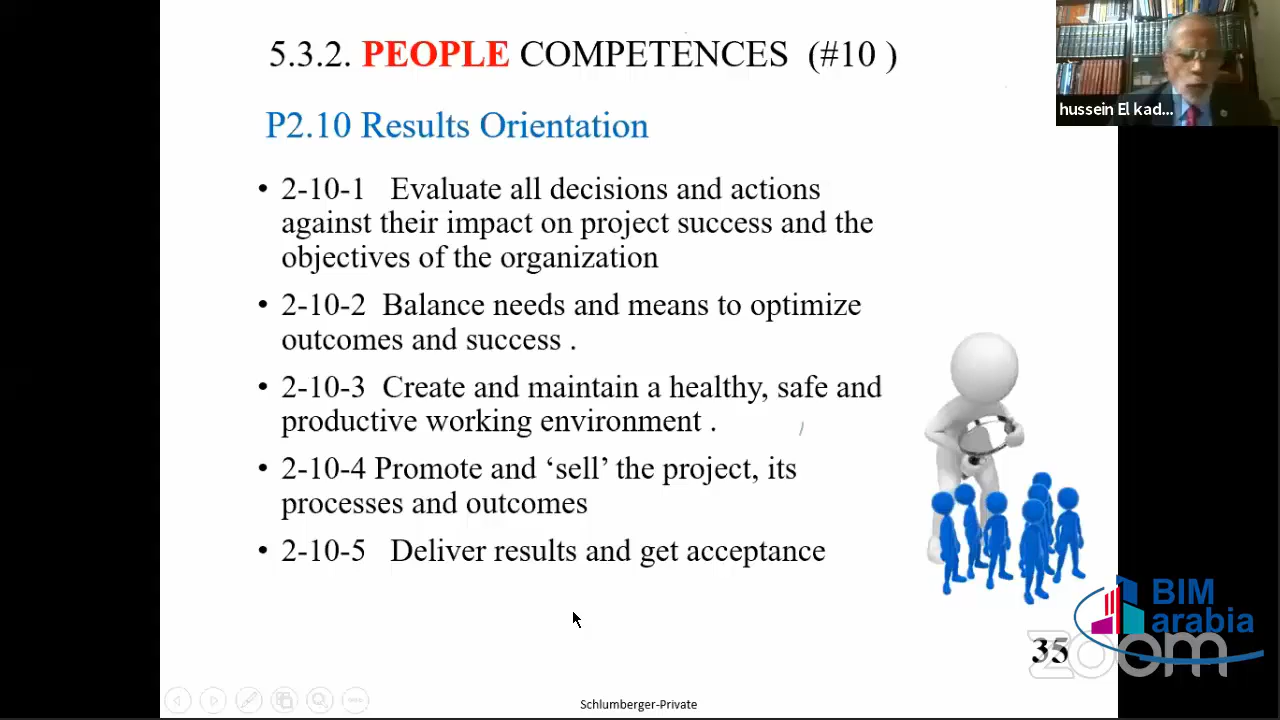 5.3.2. PEOPLE COMPETENCES (#10 )
hussein El kad...
P2.10 Results Orientation
• 2-10-1 Evaluate all decisions and actions
against their impact on project success and the
objectives of the organization
• 2-10-2 Balance needs and means to optimize
outcomes and success .
• 2-10-3 Create and maintain a healthy, safe and
productive working environment .
• 2-10-4 Promote and ‘sell’ the project, its
processes and outcomes
• 2-10-5 Deliver results and get acceptance
BIM
arabia
35
zoom
Schlumberger-Private